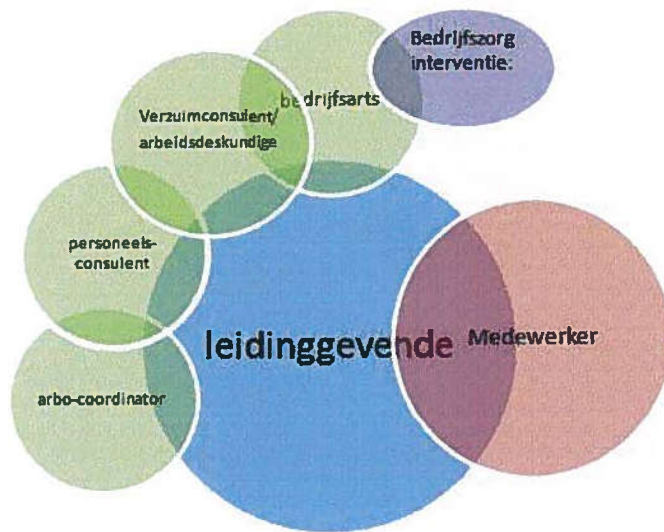 Bedrijfszorg
interventie:
bedrijfsarts
Verzuimconsulent/
arbeidsdeskundige
personeels-
consulent
leidinggevende
Medewerker
arbo-coordinator